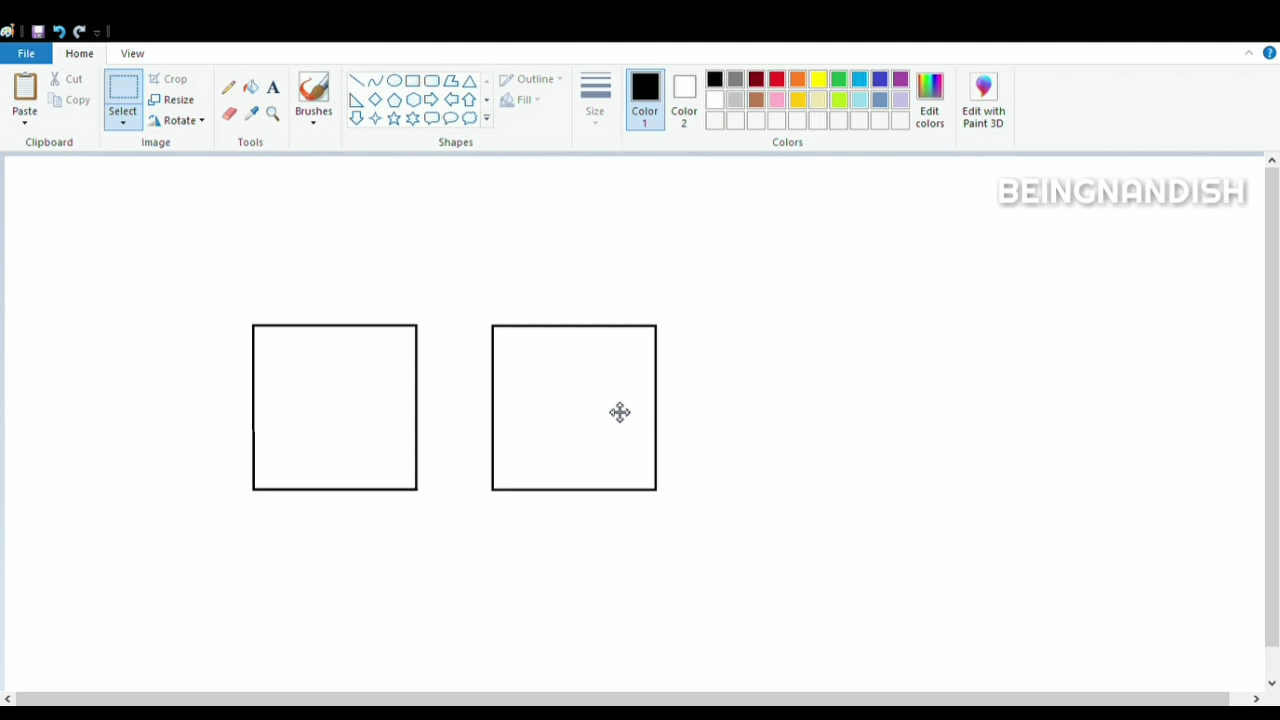 File Home View
Paste
Cut
Copy
Clipboard
Select
Crop
Resize
Rotate
Image
A
Tools
Brushes
Outline
Fill
Shapes
Size
Color 1
Color 2
Edit colors
Colors
Edit with Paint 3D
BEINGNANDISH